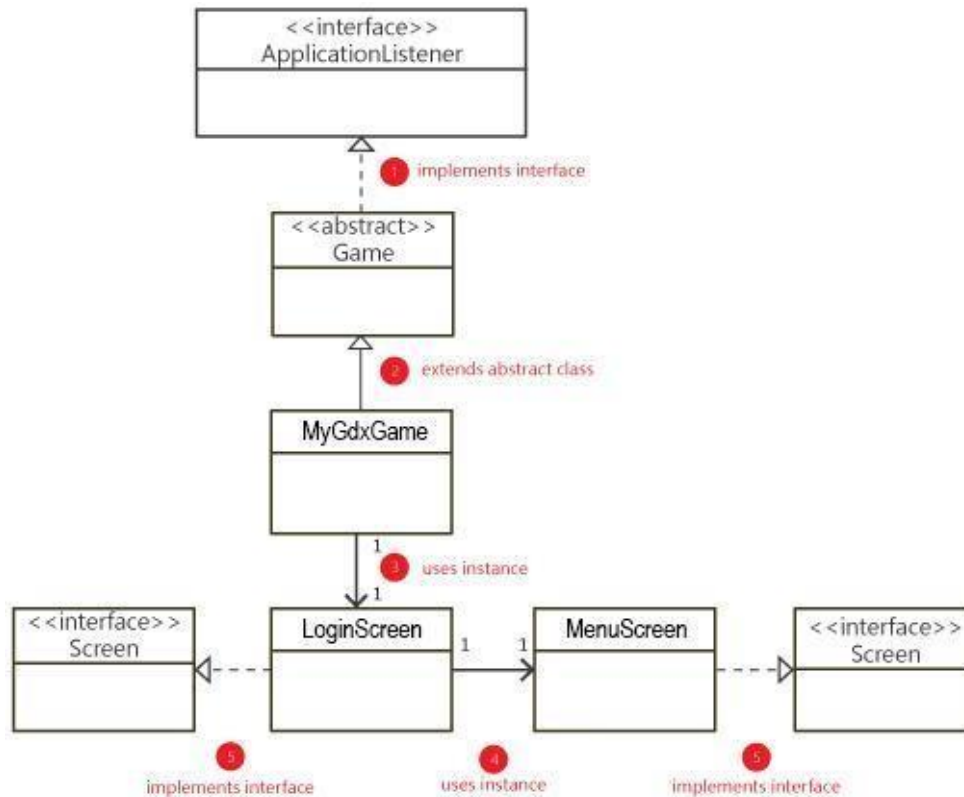 <<interface>>
ApplicationListener
1 implements interface
<<abstract>>
Game
2 extends abstract class
MyGdxGame
1
3 uses instance
1
<<interface>>
Screen
LoginScreen
1
1
MenuScreen
<<interface>>
Screen
5
implements interface
4
uses instance
5
implements interface